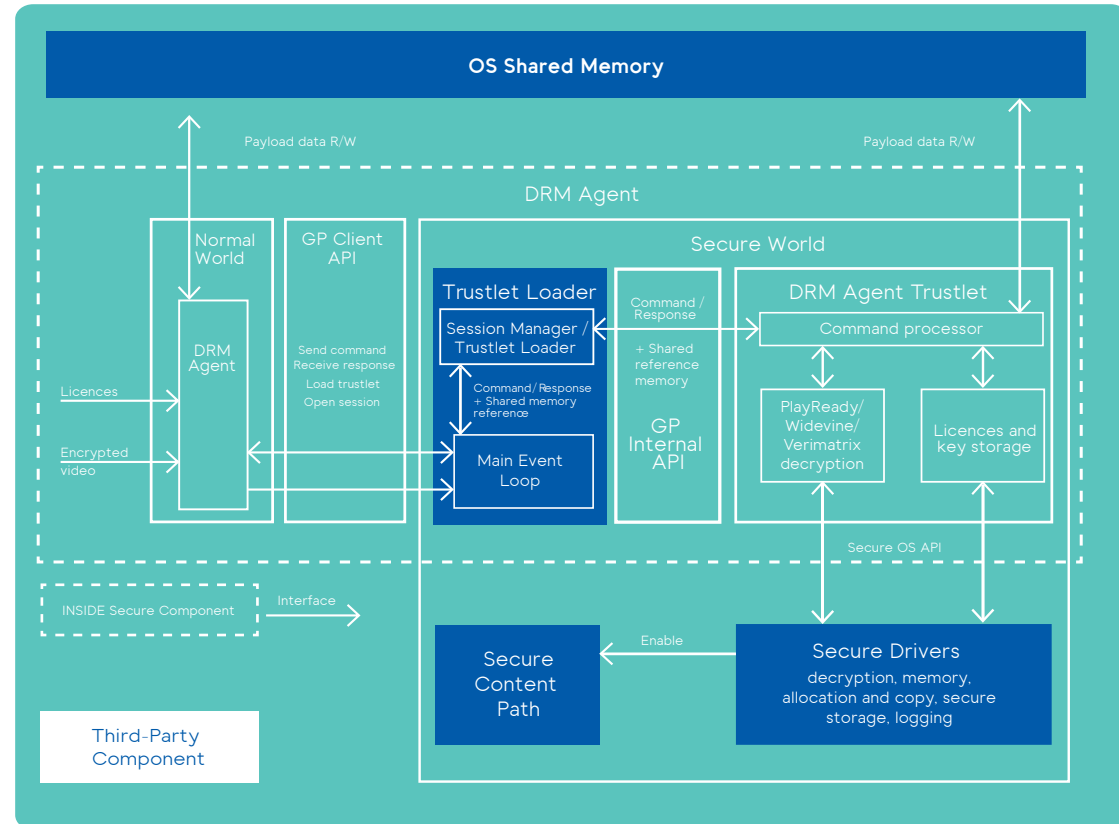 OS Shared Memory
Payload data R/W
Payload data R/W
DRM Agent
Normal
World
GP Client
API
Secure World
Trustlet Loader
Session Manager /
Trustlet Loader
Command/Response
+ Shared memory
reference
Main Event
Loop
Command /
Response
+ Shared
reference
memory
GP
Internal
API
DRM Agent Trustlet
Command processor
PlayReady/
Widevine/
Verimatrix
decryption
Licences and
key storage
DRM
Agent
Send command
Receive response
Load trustlet
Open session
Licences
Encrypted
video
Secure OS API
INSIDE Secure Component
Interface
Secure
Content
Path
Enable
Secure Drivers
decryption, memory,
allocation and copy, secure
storage, logging
Third-Party
Component